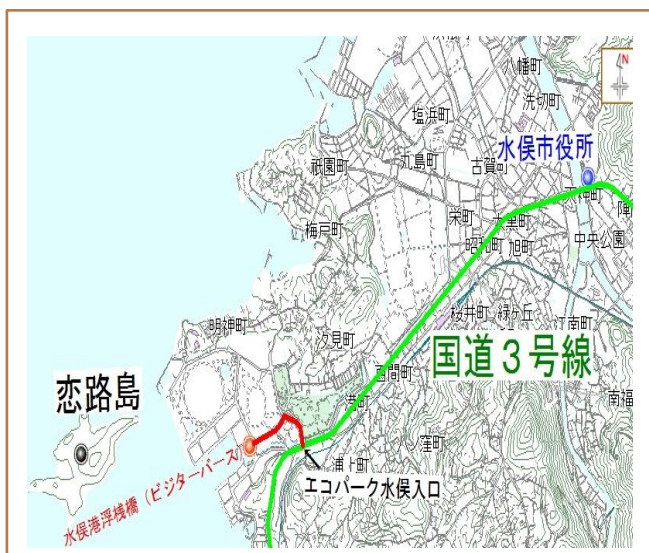 八幡町
N
洗切町
塩浜町
水俣市役所
祇園町
丸島町
古賀町
栄町
天神町
大黒町
陣
梅戸町
昭和町
旭町
中央公園
桜井町
緑ヶ丘
江南町
明神町
汐見町
百間町
国道3号線
恋路島
港町
南福
ノ窪町
水俣港浮桟橋(ビジターバース)
浦上町
エコパーク水俣入口